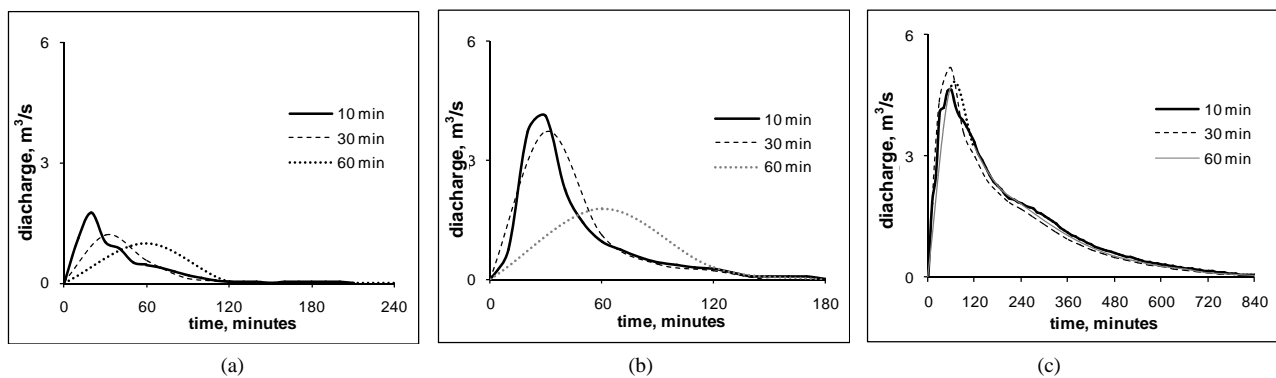 6
3
0
diacharge, m³/s
10 min
30 min
60 min
0 60 120 180 240
time, minutes
(a)
6
3
0
diacharge, m³/s
10 min
30 min
60 min
0 60 120 180
time, minutes
(b)
6
3
0
diacharge, m³/s
10 min
30 min
60 min
0 120 240 360 480 600 720 840
time, minutes
(c)